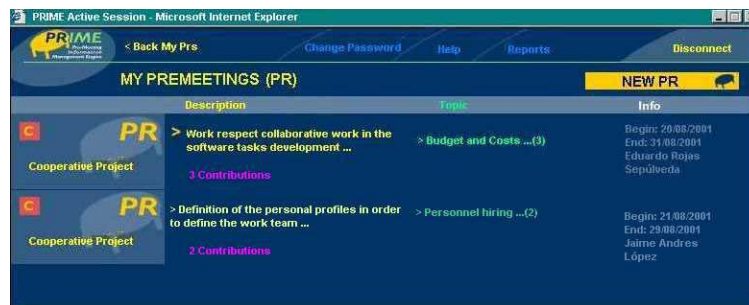 PRIME Active Session - Microsoft Internet Explorer
PRIME
< Back My Prs Change Password Help Reports Disconnect
MY PREMEETINGS (PR) NEW PR
Description Topic Info
C PR
Cooperative Project
> Work respect collaborative work in the
software tasks development ...
3 Contributions
> Budget and Costs ...(3)
Begin: 20/08/2001
End: 31/08/2001
Eduardo Rojas
Sepúlveda
C PR
Cooperative Project
> Definition of the personal profiles in order
to define the work team ...
2 Contributions
> Personnel hiring ...(2)
Begin: 21/08/2001
End: 29/08/2001
Jaime Andres
López